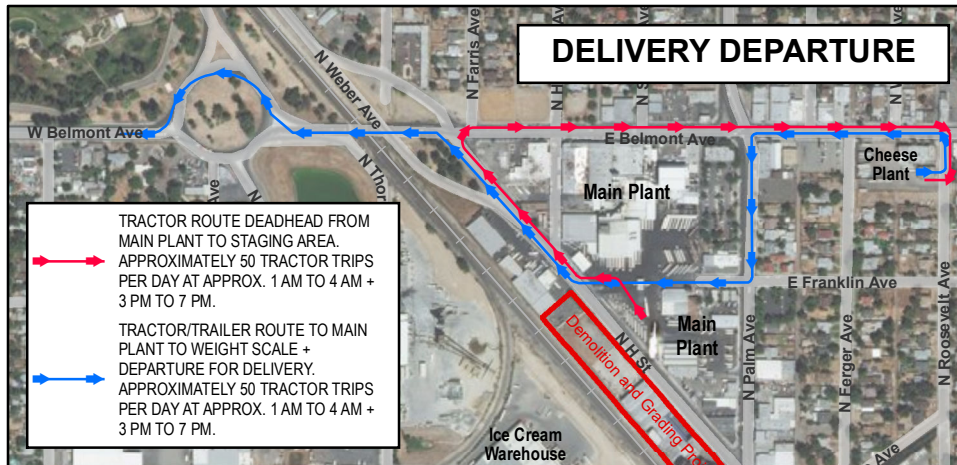 DELIVERY DEPARTURE
N Farris Ave
N H
N S
N V
N Weber Ave
W Belmont Ave
E Belmont Ave
Cheese
Plant
Main Plant
N Thor
Ave
N
TRACTOR ROUTE DEADHEAD FROM
MAIN PLANT TO STAGING AREA.
APPROXIMATELY 50 TRACTOR TRIPS
PER DAY AT APPROX. 1 AM TO 4 AM +
3 PM TO 7 PM.
TRACTOR/TRAILER ROUTE TO MAIN
PLANT TO WEIGHT SCALE +
DEPARTURE FOR DELIVERY.
APPROXIMATELY 50 TRACTOR TRIPS
PER DAY AT APPROX. 1 AM TO 4 AM +
3 PM TO 7 PM.
E Franklin Ave
Main
Plant
N H St
N Palm Ave
N Ferger Ave
N Roosevelt Ave
Demolition and Grading Pro
Ice Cream
Warehouse
Ave